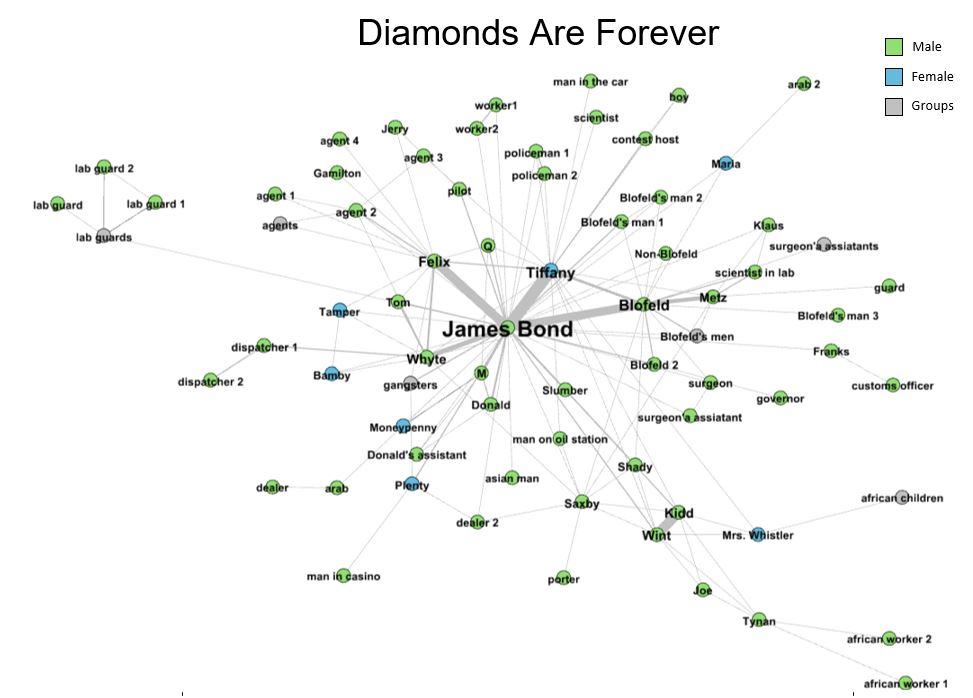 Diamonds Are Forever
Male
Female
Groups
man in the car
boy
arab 2
worker1
scientist
Jerry
worker2
contest host
agent 4
policeman 1
agent 3
Maria
lab guard 2
Gamilton
policeman 2
pilot
agent 1
Blofeld's man 2
lab guard
lab guard 1
agent 2
agents
Blofeld's man 1
Klaus
lab guards
Q
surgeon'a assiatants
Non-Blofeld
Felix
Tiffany
scientist in lab
guard
Tom
Blofeld
Metz
Tamper
Blofeld's man 3
James Bond
Blofeld's men
dispatcher 1
Franks
Whyte
Blofeld 2
Bamby
M
dispatcher 2
gangsters
surgeon
customs officer
Slumber
governor
Donald
surgeon'a assiatant
Moneypenny
man on oil station
Donald's assistant
Shady
asian man
dealer
arab
Plenty
african children
Saxby
Kidd
dealer 2
Wint
Mrs. Whistler
man in casino
porter
Joe
Tynan
african worker 2
african worker 1